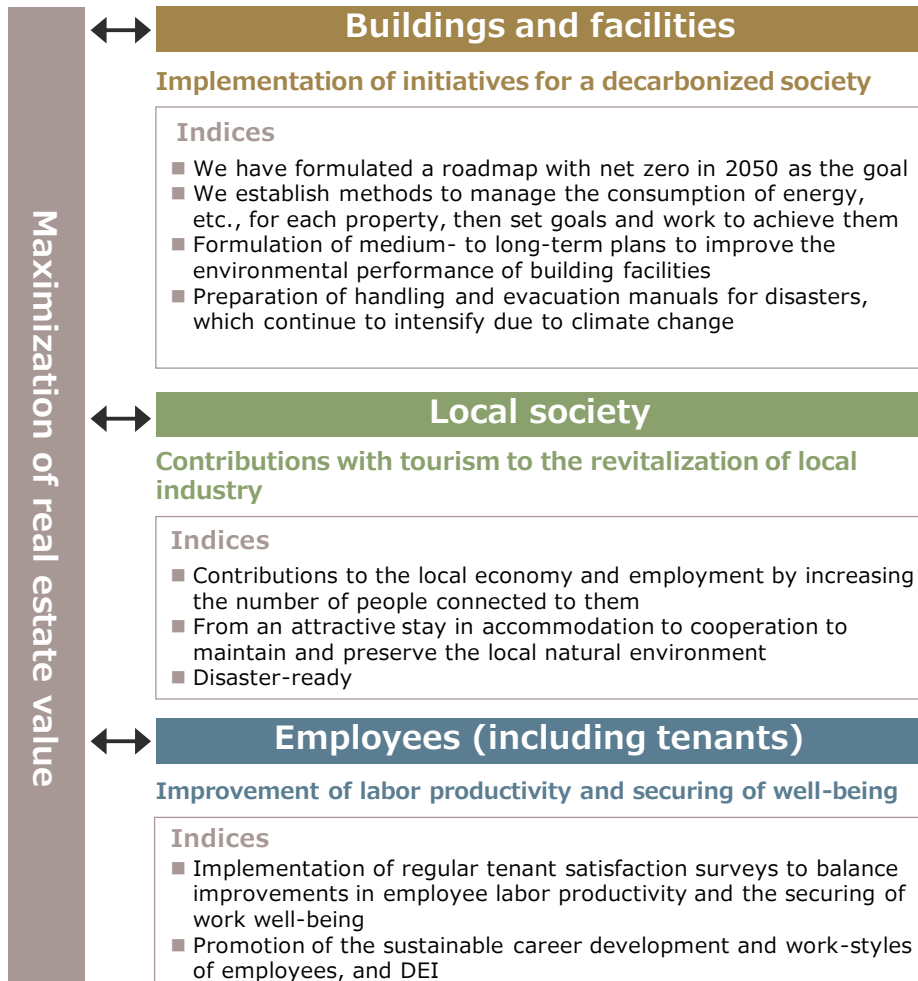 Maximization of real estate value
Buildings and facilities
Implementation of initiatives for a decarbonized society
Indices
■ We have formulated a roadmap with net zero in 2050 as the goal
■ We establish methods to manage the consumption of energy,
etc., for each property, then set goals and work to achieve them
■ Formulation of medium- to long-term plans to improve the
environmental performance of building facilities
■ Preparation of handling and evacuation manuals for disasters,
which continue to intensify due to climate change
Local society
Contributions with tourism to the revitalization of local
industry
Indices
■ Contributions to the local economy and employment by increasing
the number of people connected to them
■ From an attractive stay in accommodation to cooperation to
maintain and preserve the local natural environment
■ Disaster-ready
Employees (including tenants)
Improvement of labor productivity and securing of well-being
Indices
■ Implementation of regular tenant satisfaction surveys to balance
improvements in employee labor productivity and the securing of
work well-being
■ Promotion of the sustainable career development and work-styles
of employees, and DEI